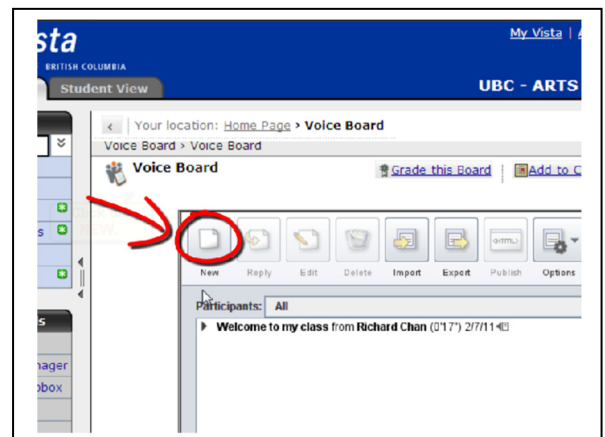 sta
My Vista |
BRITISH COLUMBIA
Student View
UBC - ARTS
Your location: Home Page › Voice Board
Voice Board › Voice Board
Voice Board
Grade this Board
Add to C
s
New Reply Edit Delete Import Export Publish Options
Participants: All
Welcome to my class from Richard Chan (0'17") 2/7/11
s
nager
pbox